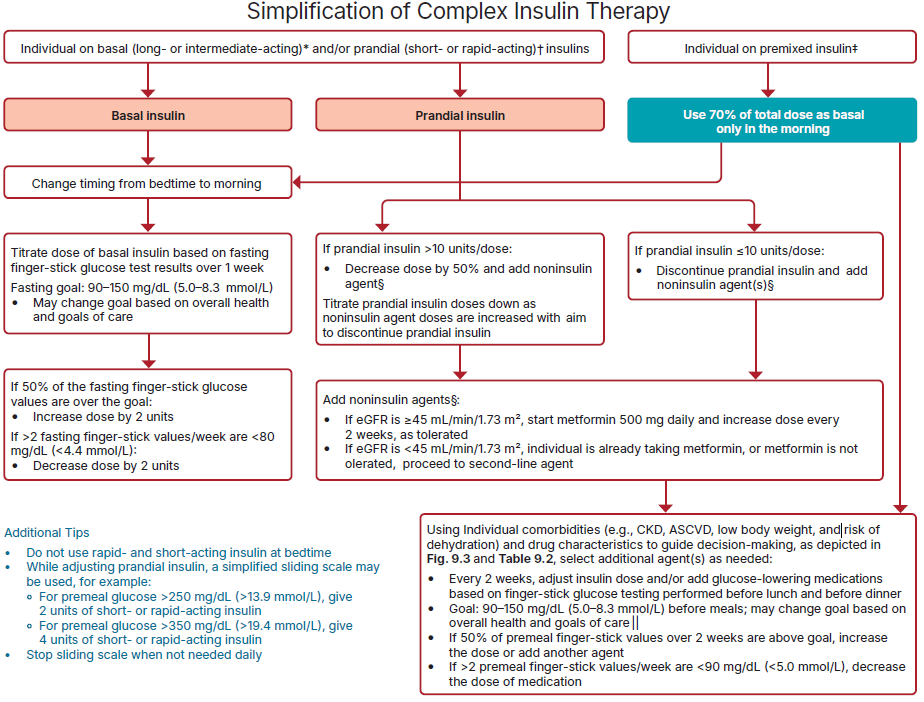 Simplification of Complex Insulin Therapy
Individual on basal (long- or intermediate-acting)* and/or prandial (short- or rapid-acting)† insulins
Individual on premixed insulin‡
Basal insulin
Prandial insulin
Use 70% of total dose as basal
only in the morning
Change timing from bedtime to morning
Titrate dose of basal insulin based on fasting
finger-stick glucose test results over 1 week
Fasting goal: 90–150 mg/dL (5.0–8.3 mmol/L)
• May change goal based on overall health
and goals of care
If 50% of the fasting finger-stick glucose
values are over the goal:
• Increase dose by 2 units
If >2 fasting finger-stick values/week are <80
mg/dL (<4.4 mmol/L):
• Decrease dose by 2 units
If prandial insulin >10 units/dose:
• Decrease dose by 50% and add noninsulin
agent§
Titrate prandial insulin doses down as
noninsulin agent doses are increased with aim
to discontinue prandial insulin
If prandial insulin ≤10 units/dose:
• Discontinue prandial insulin and add
noninsulin agent(s)§
Add noninsulin agents§:
• If eGFR is ≥45 mL/min/1.73 m², start metformin 500 mg daily and increase dose every
2 weeks, as tolerated
• If eGFR is <45 mL/min/1.73 m², individual is already taking metformin, or metformin is not
olerated, proceed to second-line agent
Using Individual comorbidities (e.g., CKD, ASCVD, low body weight, and risk of
dehydration) and drug characteristics to guide decision-making, as depicted in
Fig. 9.3 and Table 9.2, select additional agent(s) as needed:
• Every 2 weeks, adjust insulin dose and/or add glucose-lowering medications
based on finger-stick glucose testing performed before lunch and before dinner
• Goal: 90–150 mg/dL (5.0–8.3 mmol/L) before meals; may change goal based on
overall health and goals of care||
• If 50% of premeal finger-stick values over 2 weeks are above goal, increase
the dose or add another agent
• If >2 premeal finger-stick values/week are <90 mg/dL (<5.0 mmol/L), decrease
the dose of medication
Additional Tips
• Do not use rapid- and short-acting insulin at bedtime
• While adjusting prandial insulin, a simplified sliding scale may
be used, for example:
◦ For premeal glucose >250 mg/dL (>13.9 mmol/L), give
2 units of short- or rapid-acting insulin
◦ For premeal glucose >350 mg/dL (>19.4 mmol/L), give
4 units of short- or rapid-acting insulin
• Stop sliding scale when not needed daily